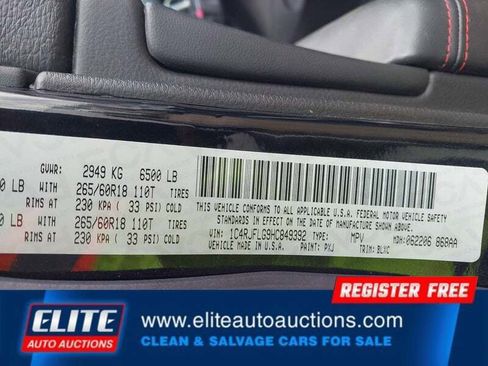 GVWR: 2949 KG 6500 LB
LB WITH 265/60R18 110T TIRES
RIMS AT 230 KPA ( 33 PSI) COLD
LB WITH 265/60R18 110T TIRES
RIMS AT 230 KPA ( 33 PSI) COLD
THIS VEHICLE CONFORMS TO ALL APPLICABLE U.S.A. FEDERAL MOTOR VEHICLE SAFETY
STANDARDS IN EFFECT ON THE DATE OF MANUFACTURE SHOWN ABOVE.
VIN: 1C4RJFLG9HC849392 TYPE: MPV MDH: 062206 868AA
VEHICLE MADE IN U.S.A. PAINT: PXJ TRIM: BLXC
REGISTER FREE
ELITE
AUTO AUCTIONS
www.eliteautoauctions.com
CLEAN & SALVAGE CARS FOR SALE